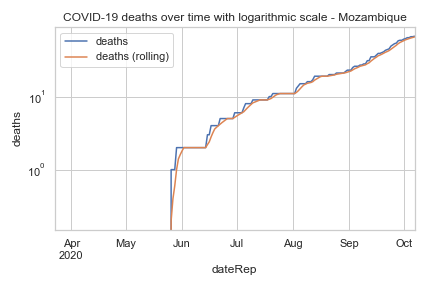 COVID-19 deaths over time with logarithmic scale - Mozambique
deaths
deaths (rolling)
deaths
10¹
10⁰
Apr
2020
May
Jun
Jul
Aug
Sep
Oct
dateRep